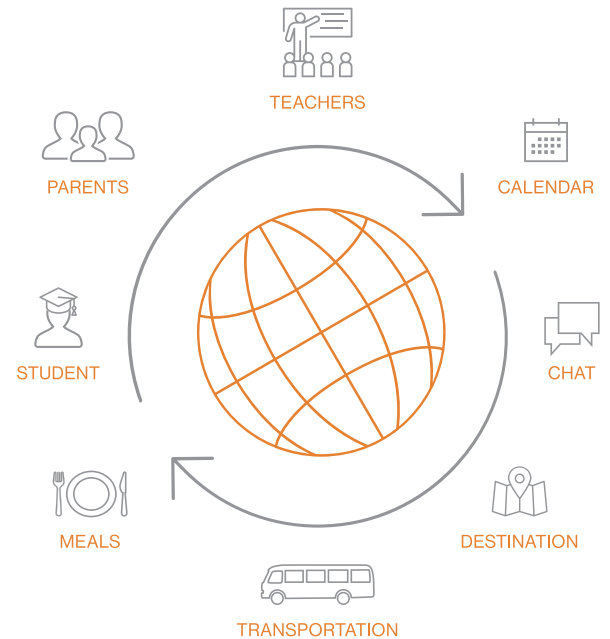 TEACHERS
PARENTS
CALENDAR
STUDENT
CHAT
MEALS
DESTINATION
TRANSPORTATION